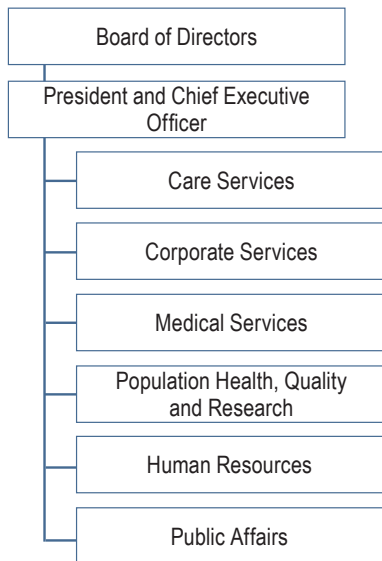 Board of Directors
President and Chief Executive
Officer
Care Services
Corporate Services
Medical Services
Population Health, Quality
and Research
Human Resources
Public Affairs